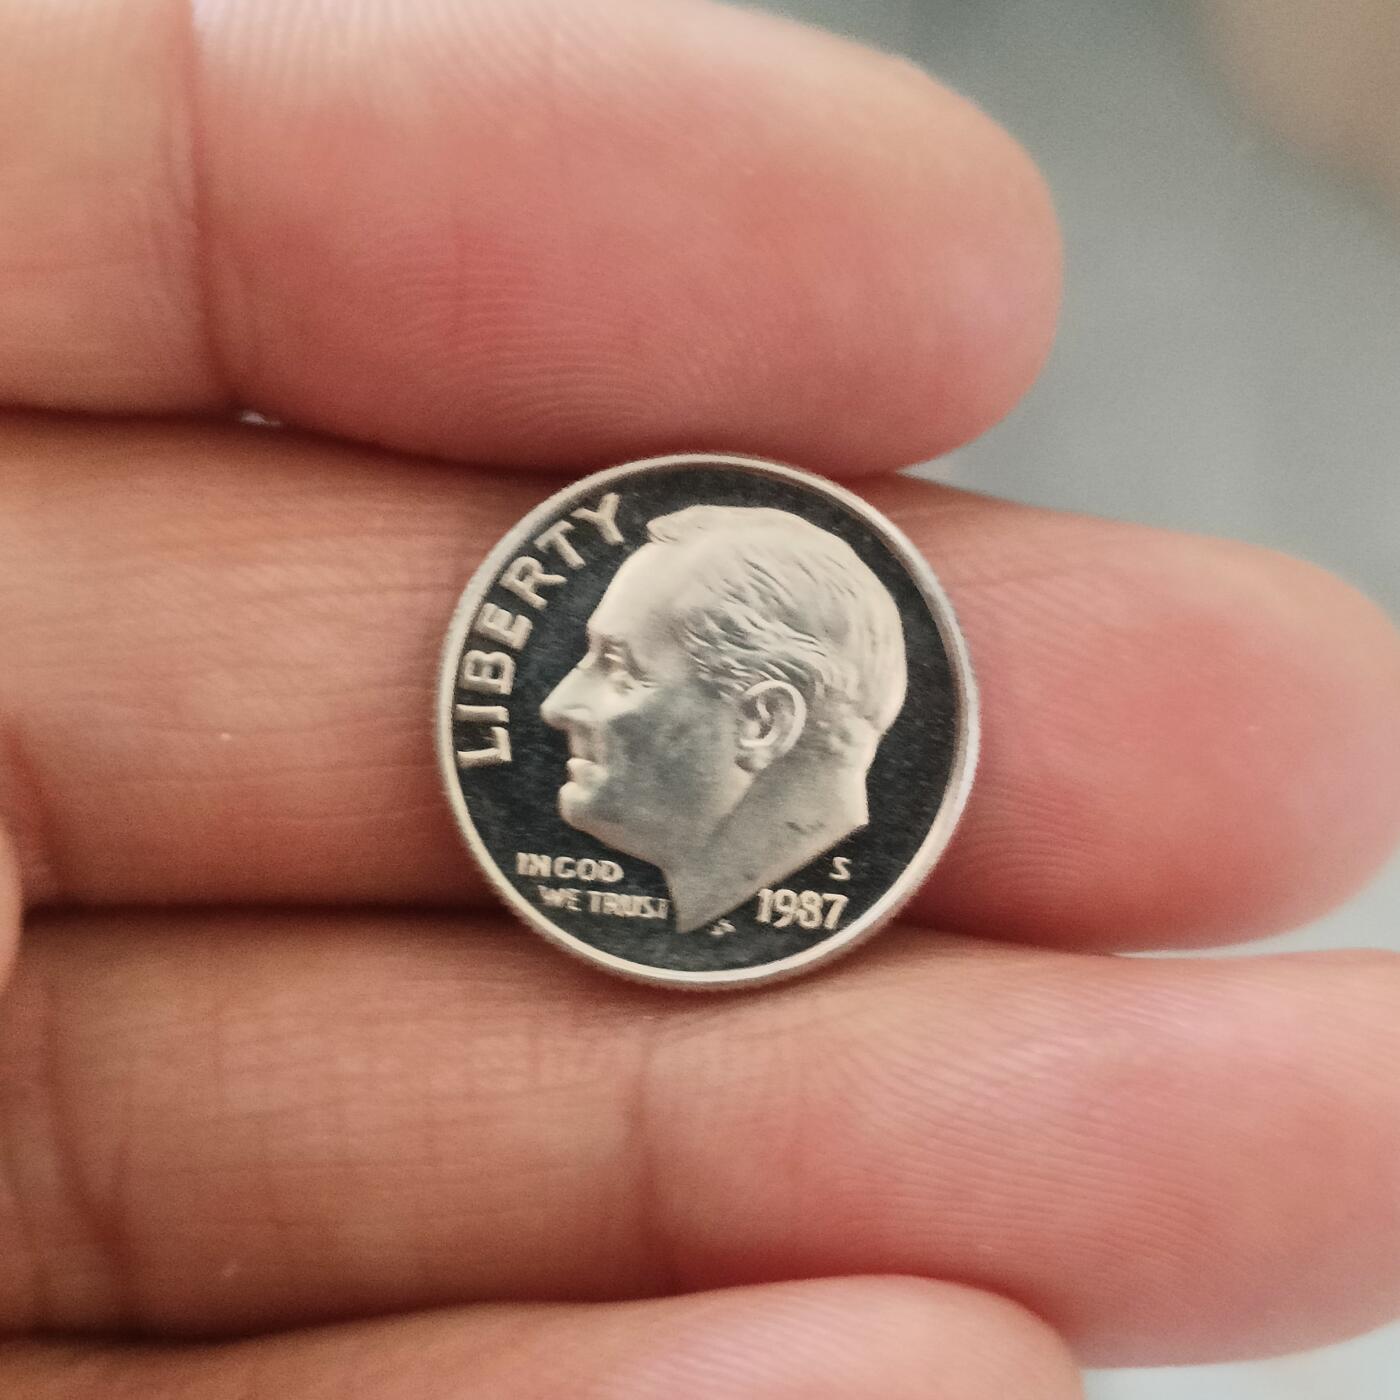 LIBERTY
IN GOD
WE TRUST
S
1987